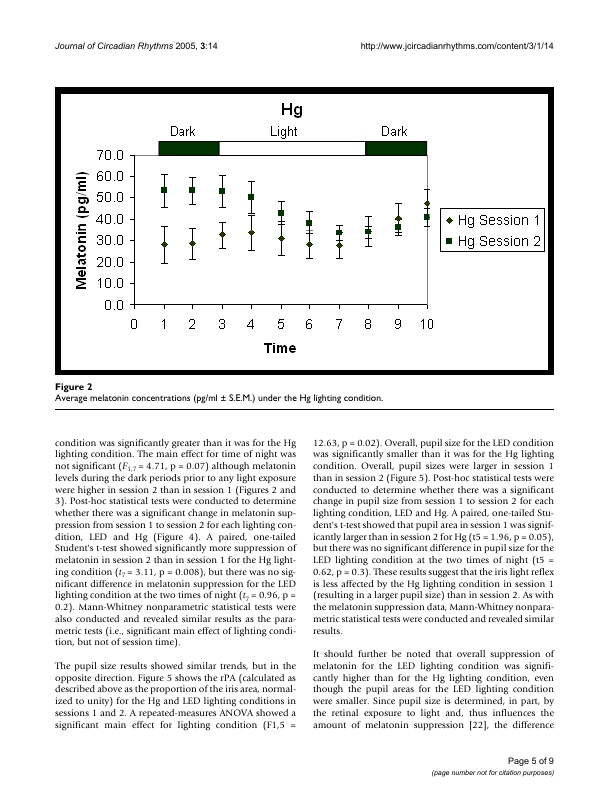 Journal of Circadian Rhythms 2005, 3:14
http://www.jcircadianrhythms.com/content/3/1/14
Hg
Dark
Light
Dark
70.0
60.0
50.0
40.0
30.0
20.0
10.0
0.0
Melatonin (pg/ml)
0 1 2 3 4 5 6 7 8 9 10
Time
Hg Session 1
Hg Session 2
Figure 2
Average melatonin concentrations (pg/ml ± S.E.M.) under the Hg lighting condition.
condition was significantly greater than it was for the Hg
lighting condition. The main effect for time of night was
not significant (F1,7 = 4.71, p = 0.07) although melatonin
levels during the dark periods prior to any light exposure
were higher in session 2 than in session 1 (Figures 2 and
3). Post-hoc statistical tests were conducted to determine
whether there was a significant change in melatonin sup-
pression from session 1 to session 2 for each lighting con-
dition, LED and Hg (Figure 4). A paired, one-tailed
Student's t-test showed significantly more suppression of
melatonin in session 2 than in session 1 for the Hg light-
ing condition (t7 = 3.11, p = 0.008), but there was no sig-
nificant difference in melatonin suppression for the LED
lighting condition at the two times of night (t7 = 0.96, p =
0.2). Mann-Whitney nonparametric statistical tests were
also conducted and revealed similar results as the para-
metric tests (i.e., significant main effect of lighting condi-
tion, but not of session time).
The pupil size results showed similar trends, but in the
opposite direction. Figure 5 shows the rPA (calculated as
described above as the proportion of the iris area, normal-
ized to unity) for the Hg and LED lighting conditions in
sessions 1 and 2. A repeated-measures ANOVA showed a
significant main effect for lighting condition (F1,5 =
12.63, p = 0.02). Overall, pupil size for the LED condition
was significantly smaller than it was for the Hg lighting
condition. Overall, pupil sizes were larger in session 1
than in session 2 (Figure 5). Post-hoc statistical tests were
conducted to determine whether there was a significant
change in pupil size from session 1 to session 2 for each
lighting condition, LED and Hg. A paired, one-tailed Stu-
dent's t-test showed that pupil area in session 1 was signif-
icantly larger than in session 2 for Hg (t5 = 1.96, p = 0.05),
but there was no significant difference in pupil size for the
LED lighting condition at the two times of night (t5 =
0.62, p = 0.3). These results suggest that the iris light reflex
is less affected by the Hg lighting condition in session 1
(resulting in a larger pupil size) than in session 2. As with
the melatonin suppression data, Mann-Whitney nonpara-
metric statistical tests were conducted and revealed similar
results.
It should further be noted that overall suppression of
melatonin for the LED lighting condition was signifi-
cantly higher than for the Hg lighting condition, even
though the pupil areas for the LED lighting condition
were smaller. Since pupil size is determined, in part, by
the retinal exposure to light and, thus influences the
amount of melatonin suppression [22], the difference
Page 5 of 9
(page number not for citation purposes)